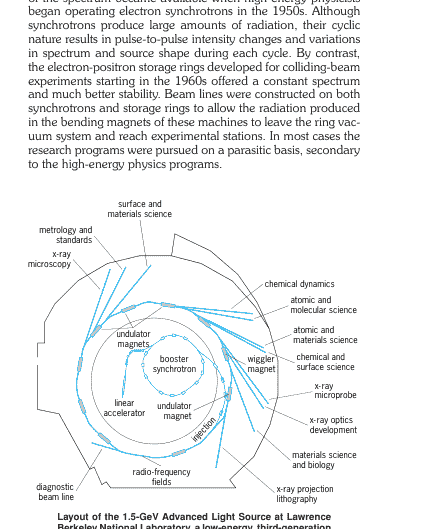 of the spectrum became available when high-energy physicists
began operating electron synchrotrons in the 1950s. Although
synchrotrons produce large amounts of radiation, their cyclic
nature results in pulse-to-pulse intensity changes and variations
in spectrum and source shape during each cycle. By contrast,
the electron-positron storage rings developed for colliding-beam
experiments starting in the 1960s offered a constant spectrum
and much better stability. Beam lines were constructed on both
synchrotrons and storage rings to allow the radiation produced
in the bending magnets of these machines to leave the ring vac-
uum system and reach experimental stations. In most cases the
research programs were pursued on a parasitic basis, secondary
to the high-energy physics programs.
surface and
materials science
metrology and
standards
x-ray
microscopy
chemical dynamics
atomic and
molecular science
undulator
magnets
atomic and
materials science
booster
synchrotron
wiggler
magnet
chemical and
surface science
x-ray
microprobe
linear
accelerator
undulator
magnet
x-ray optics
development
injection
materials science
and biology
radio-frequency
fields
diagnostic
beam line
x-ray projection
lithography
Layout of the 1.5-GeV Advanced Light Source at Lawrence
Berkeley National Laboratory, a low-energy, third-generation